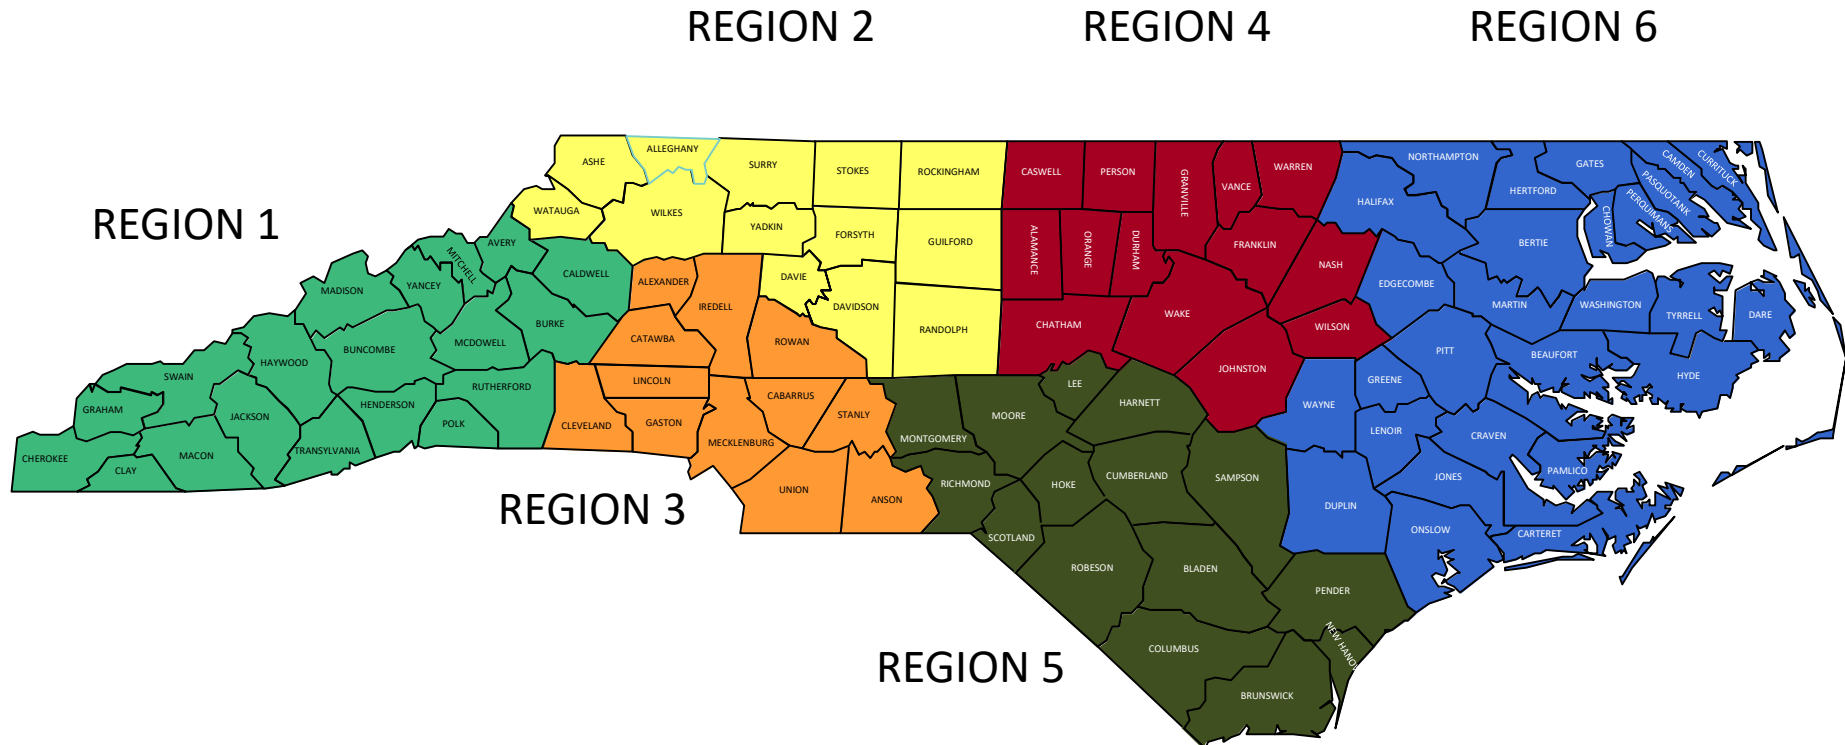 REGION 2
REGION 4
REGION 6
REGION 1
REGION 3
REGION 5
ASHE
ALLEGHANY
SURRY
STOKES
ROCKINGHAM
WATAUGA
WILKES
YADKIN
FORSYTH
GUILFORD
DAVIE
DAVIDSON
RANDOLPH
CASWELL
PERSON
GRANVILLE
VANCE
WARREN
ALAMANCE
ORANGE
DURHAM
FRANKLIN
NASH
WAKE
CHATHAM
WILSON
JOHNSTON
NORTHAMPTON
GATES
CAMDEN
CURRITUCK
HERTFORD
PASQUOTANK
PERQUIMANS
CHOWAN
HALIFAX
BERTIE
EDGECOMBE
MARTIN
WASHINGTON
TYRRELL
DARE
PITT
BEAUFORT
HYDE
GREENE
WAYNE
LENOIR
CRAVEN
PAMLICO
JONES
DUPLIN
ONSLOW
CARTERET
AVERY
MITCHELL
CALDWELL
YANCEY
MADISON
BURKE
MCDOWELL
BUNCOMBE
HAYWOOD
SWAIN
RUTHERFORD
HENDERSON
GRAHAM
JACKSON
POLK
TRANSYLVANIA
MACON
CHEROKEE
CLAY
ALEXANDER
IREDELL
CATAWBA
ROWAN
LINCOLN
CABARRUS
STANLY
CLEVELAND
GASTON
MECKLENBURG
UNION
ANSON
LEE
MOORE
HARNETT
MONTGOMERY
RICHMOND
HOKE
CUMBERLAND
SAMPSON
SCOTLAND
ROBESON
BLADEN
PENDER
NEW HANOV
COLUMBUS
BRUNSWICK